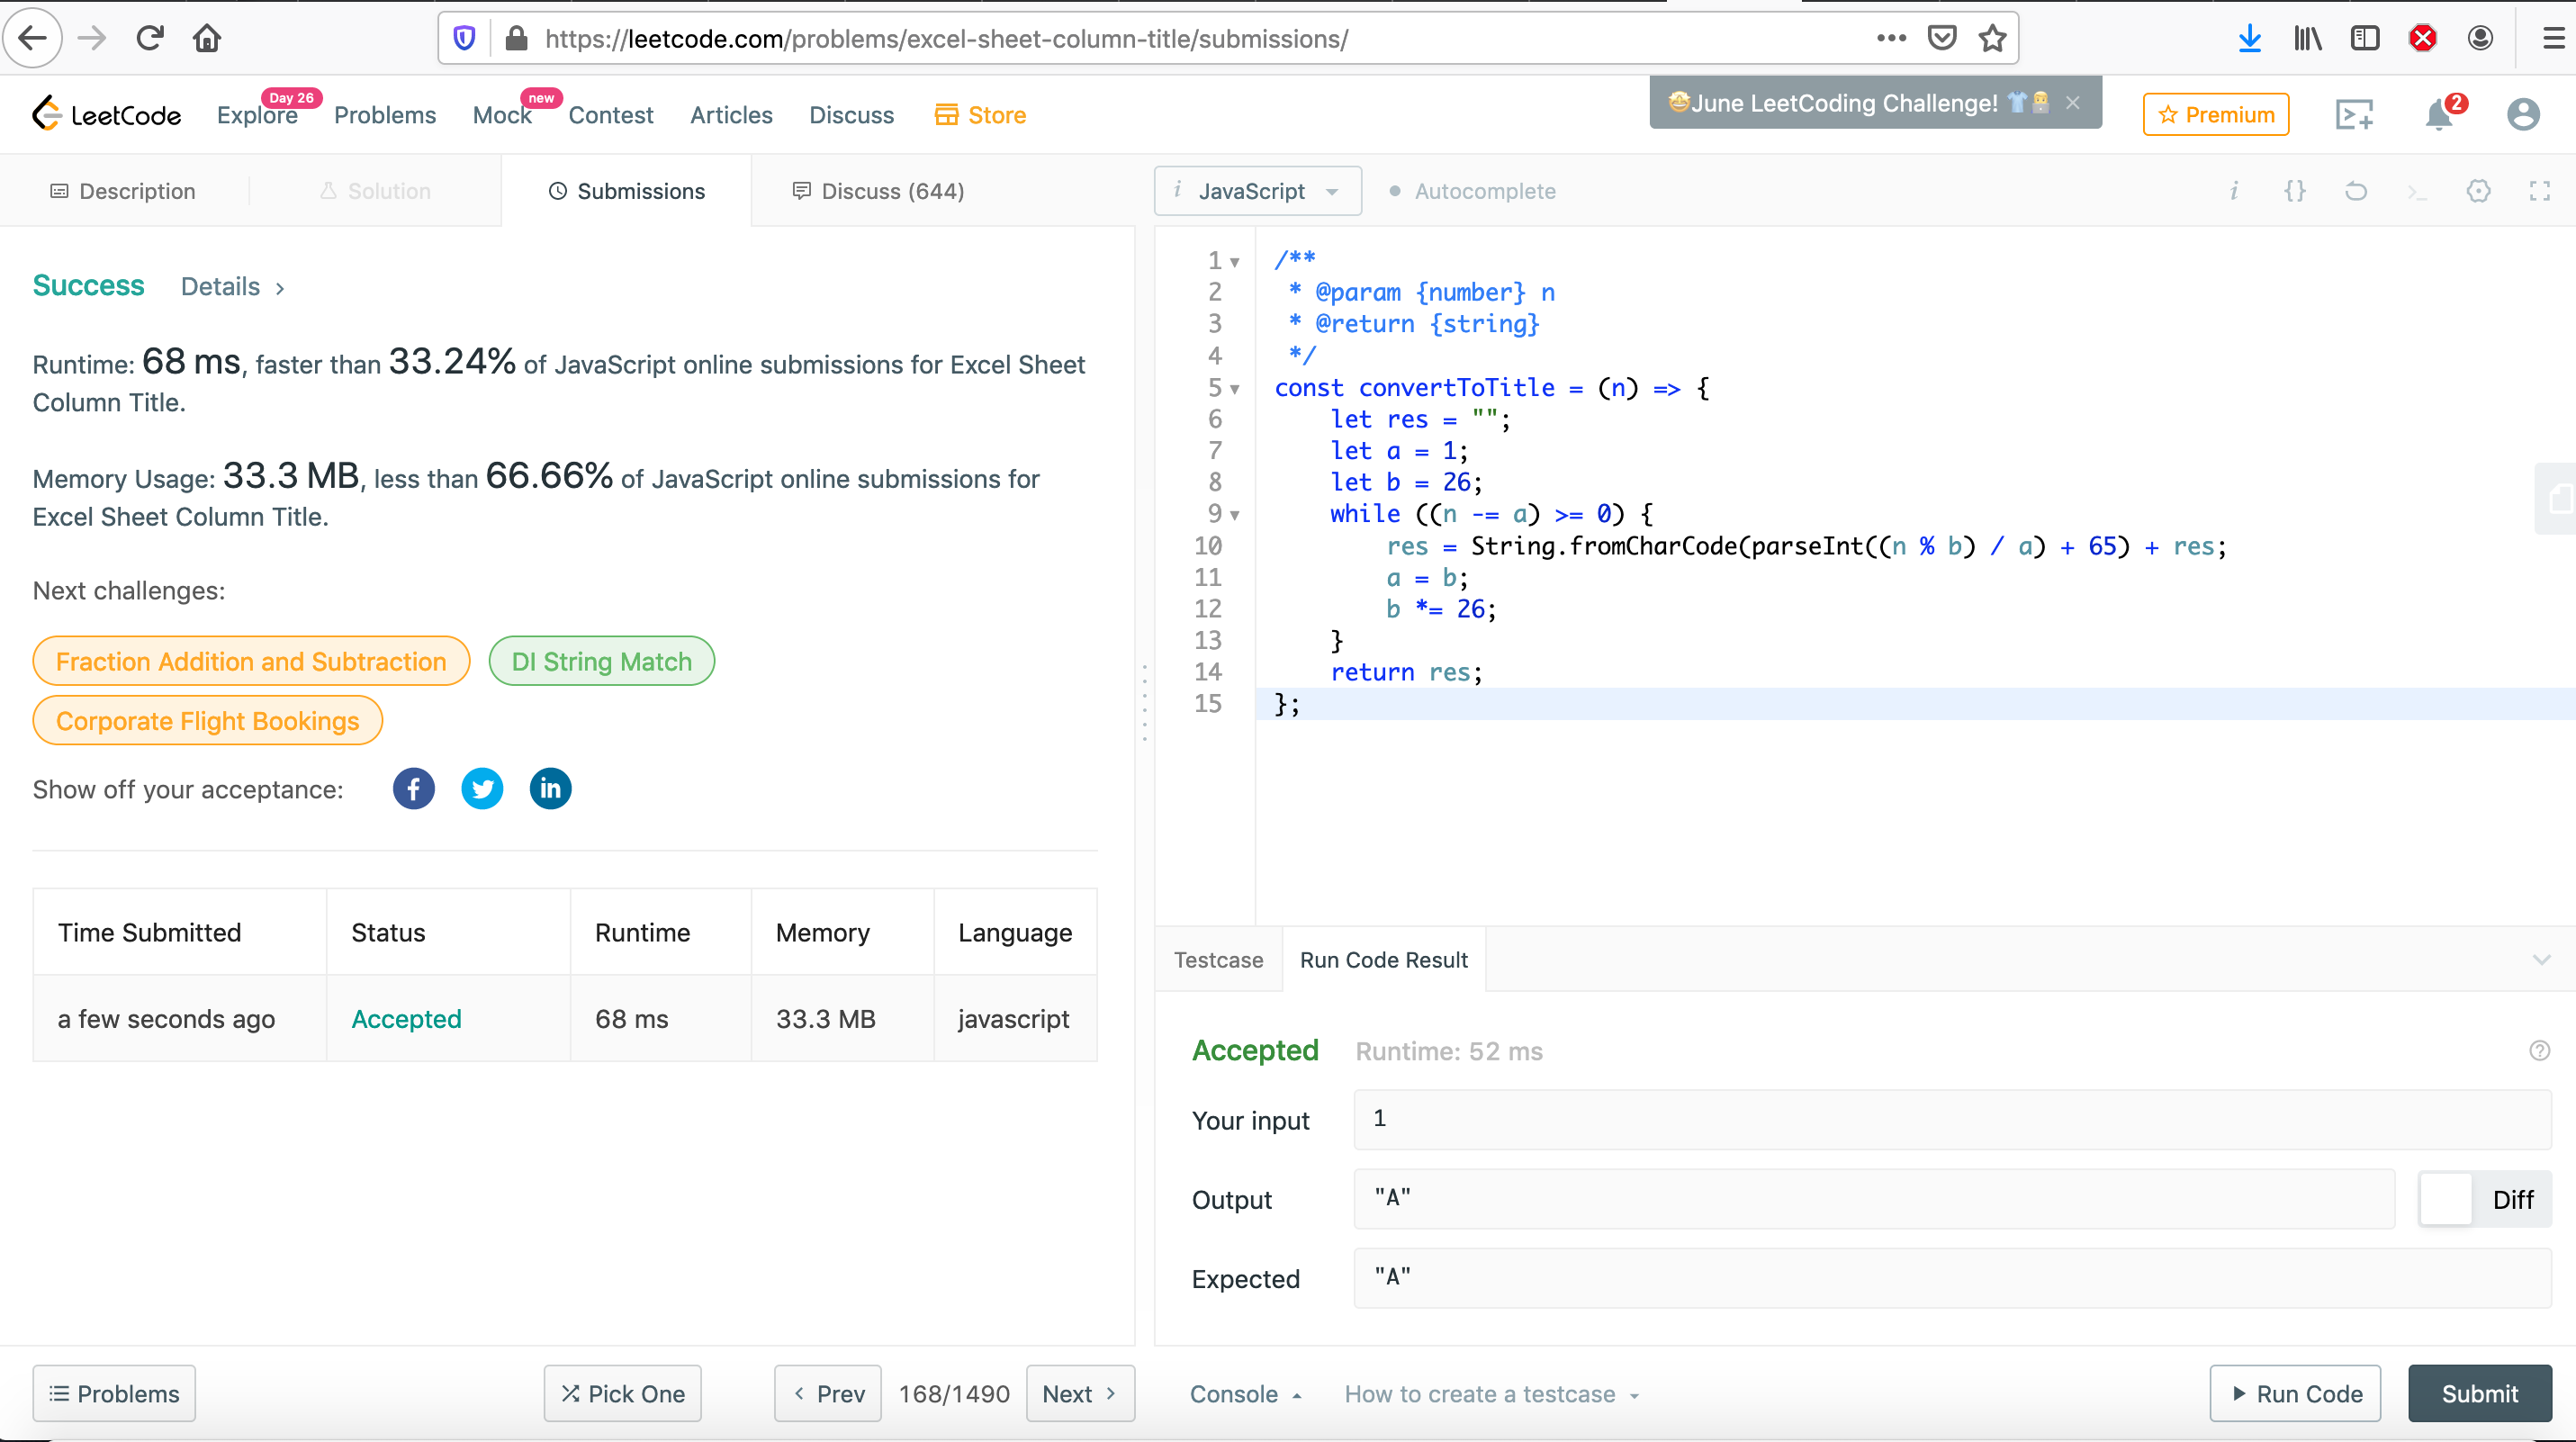 https://leetcode.com/problems/excel-sheet-column-title/submissions/
LeetCode
Explore
Day 26
Problems
Mock
new
Contest
Articles
Discuss
Store
June LeetCoding Challenge!
Premium
2
Description
Solution
Submissions
Discuss (644)
i JavaScript
Autocomplete
Success Details
Runtime: 68 ms, faster than 33.24% of JavaScript online submissions for Excel Sheet
Column Title.
Memory Usage: 33.3 MB, less than 66.66% of JavaScript online submissions for
Excel Sheet Column Title.
Next challenges:
Fraction Addition and Subtraction
DI String Match
Corporate Flight Bookings
Show off your acceptance:
Time Submitted Status Runtime Memory Language
a few seconds ago Accepted 68 ms 33.3 MB javascript
1 /**
2  * @param {number} n
3  * @return {string}
4  */
5 const convertToTitle = (n) => {
6     let res = "";
7     let a = 1;
8     let b = 26;
9     while ((n -= a) >= 0) {
10         res = String.fromCharCode(parseInt((n % b) / a) + 65) + res;
11         a = b;
12         b *= 26;
13     }
14     return res;
15 };
Testcase
Run Code Result
Accepted Runtime: 52 ms
Your input 1
Output "A"
Diff
Expected "A"
Problems
Pick One
Prev
168/1490
Next
Console
How to create a testcase
Run Code
Submit